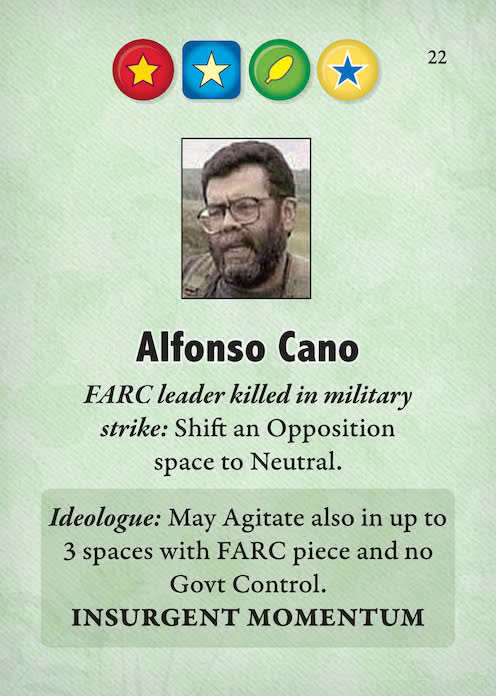 22
Alfonso Cano
FARC leader killed in military
strike: Shift an Opposition
space to Neutral.
Ideologue: May Agitate also in up to
3 spaces with FARC piece and no
Govt Control.
INSURGENT MOMENTUM